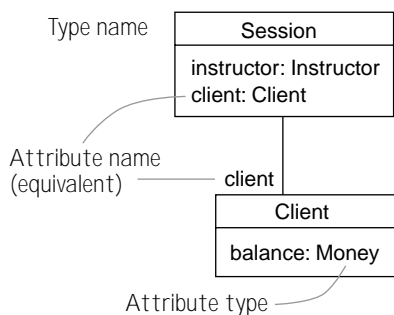 Type name
Session
instructor: Instructor
client: Client
Attribute name
(equivalent)
client
Client
balance: Money
Attribute type